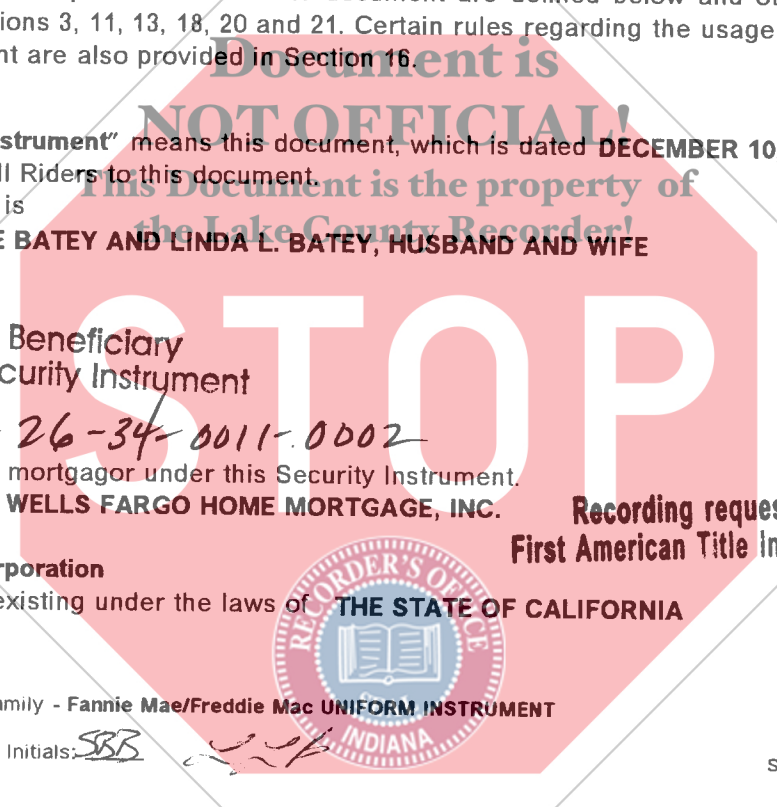 ions 3, 11, 13, 18, 20 and 21. Certain rules regarding the usage
nt are also provided in Section 16.
Document is
NOT OFFICIAL!
This Document is the property of
the Lake County Recorder!
strument" means this document, which is dated DECEMBER 10
ll Riders to this document.
is
E BATEY AND LINDA L. BATEY, HUSBAND AND WIFE
STOP
Beneficiary
curity Instrument
26-34-0011-0002
mortgagor under this Security Instrument.
WELLS FARGO HOME MORTGAGE, INC.
Recording reques
First American Title In
rporation
existing under the laws of THE STATE OF CALIFORNIA
RECORDER'S OFFICE
INDIANA
amily - Fannie Mae/Freddie Mac UNIFORM INSTRUMENT
Initials: SBB
S